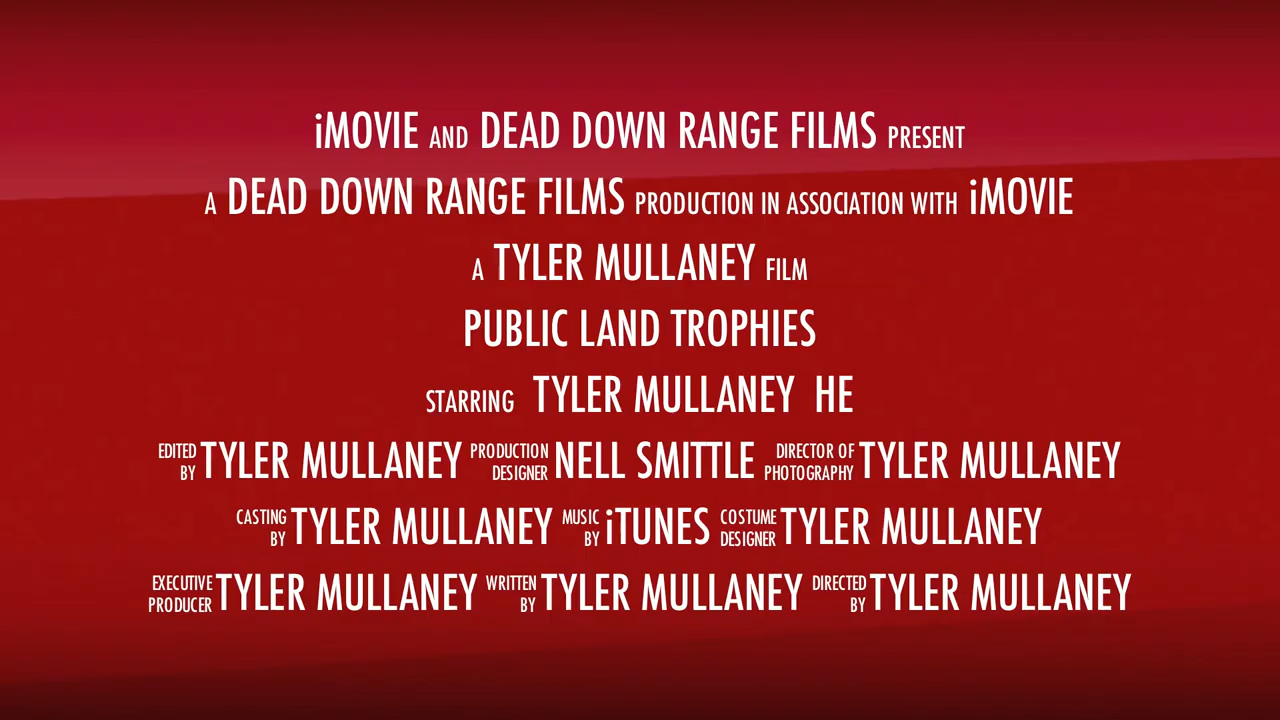 iMOVIE AND DEAD DOWN RANGE FILMS PRESENT
A DEAD DOWN RANGE FILMS PRODUCTION IN ASSOCIATION WITH iMOVIE
A TYLER MULLANEY FILM
PUBLIC LAND TROPHIES
STARRING TYLER MULLANEY HE
EDITED BY TYLER MULLANEY PRODUCTION DESIGNER NELL SMITTLE DIRECTOR OF PHOTOGRAPHY TYLER MULLANEY
CASTING BY TYLER MULLANEY MUSIC BY iTUNES COSTUME DESIGNER TYLER MULLANEY
EXECUTIVE PRODUCER TYLER MULLANEY WRITTEN BY TYLER MULLANEY DIRECTED BY TYLER MULLANEY